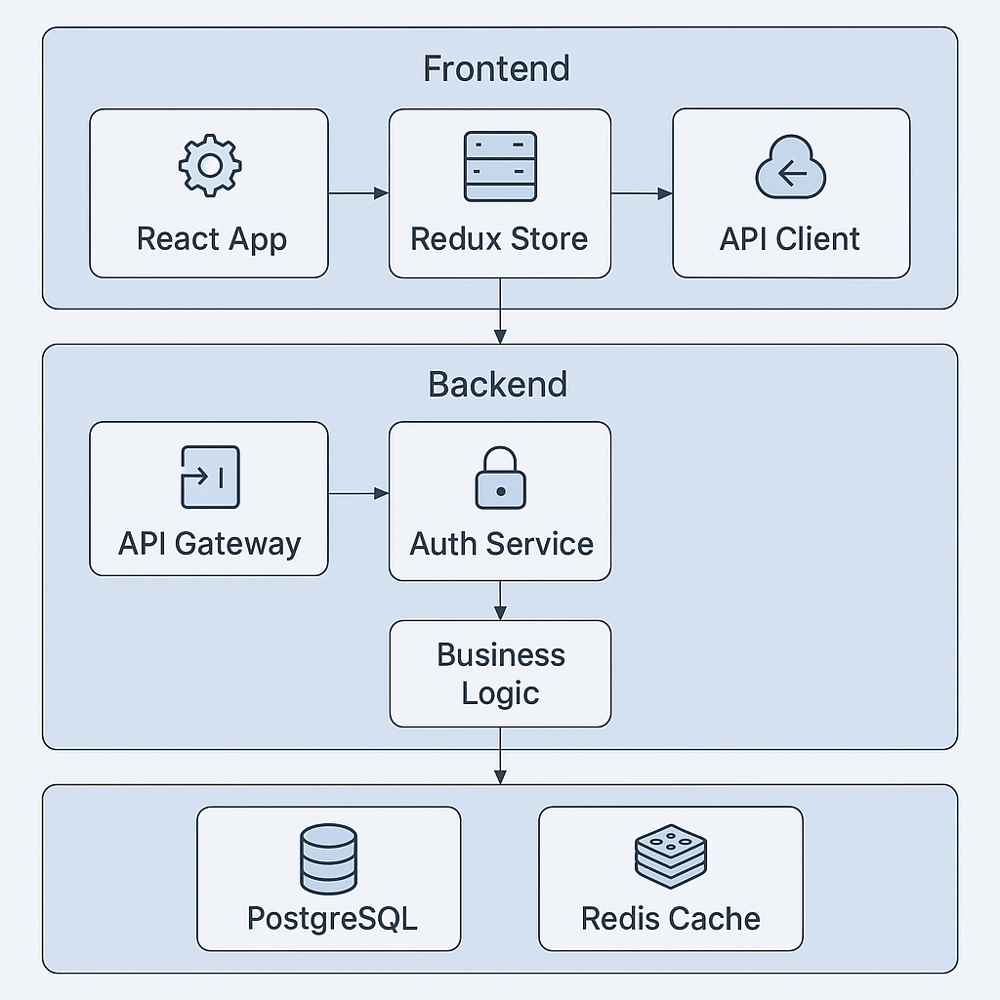 Frontend
React App
Redux Store
API Client
Backend
API Gateway
Auth Service
Business
Logic
PostgreSQL
Redis Cache